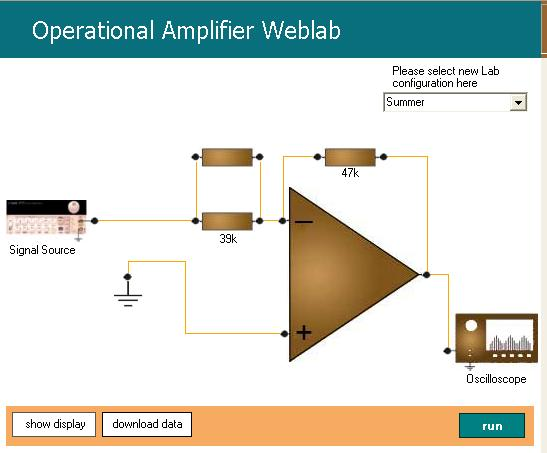 Operational Amplifier Weblab
Please select new Lab
configuration here
Summer
47k
39k
Signal Source
Oscilloscope
show display
download data
run